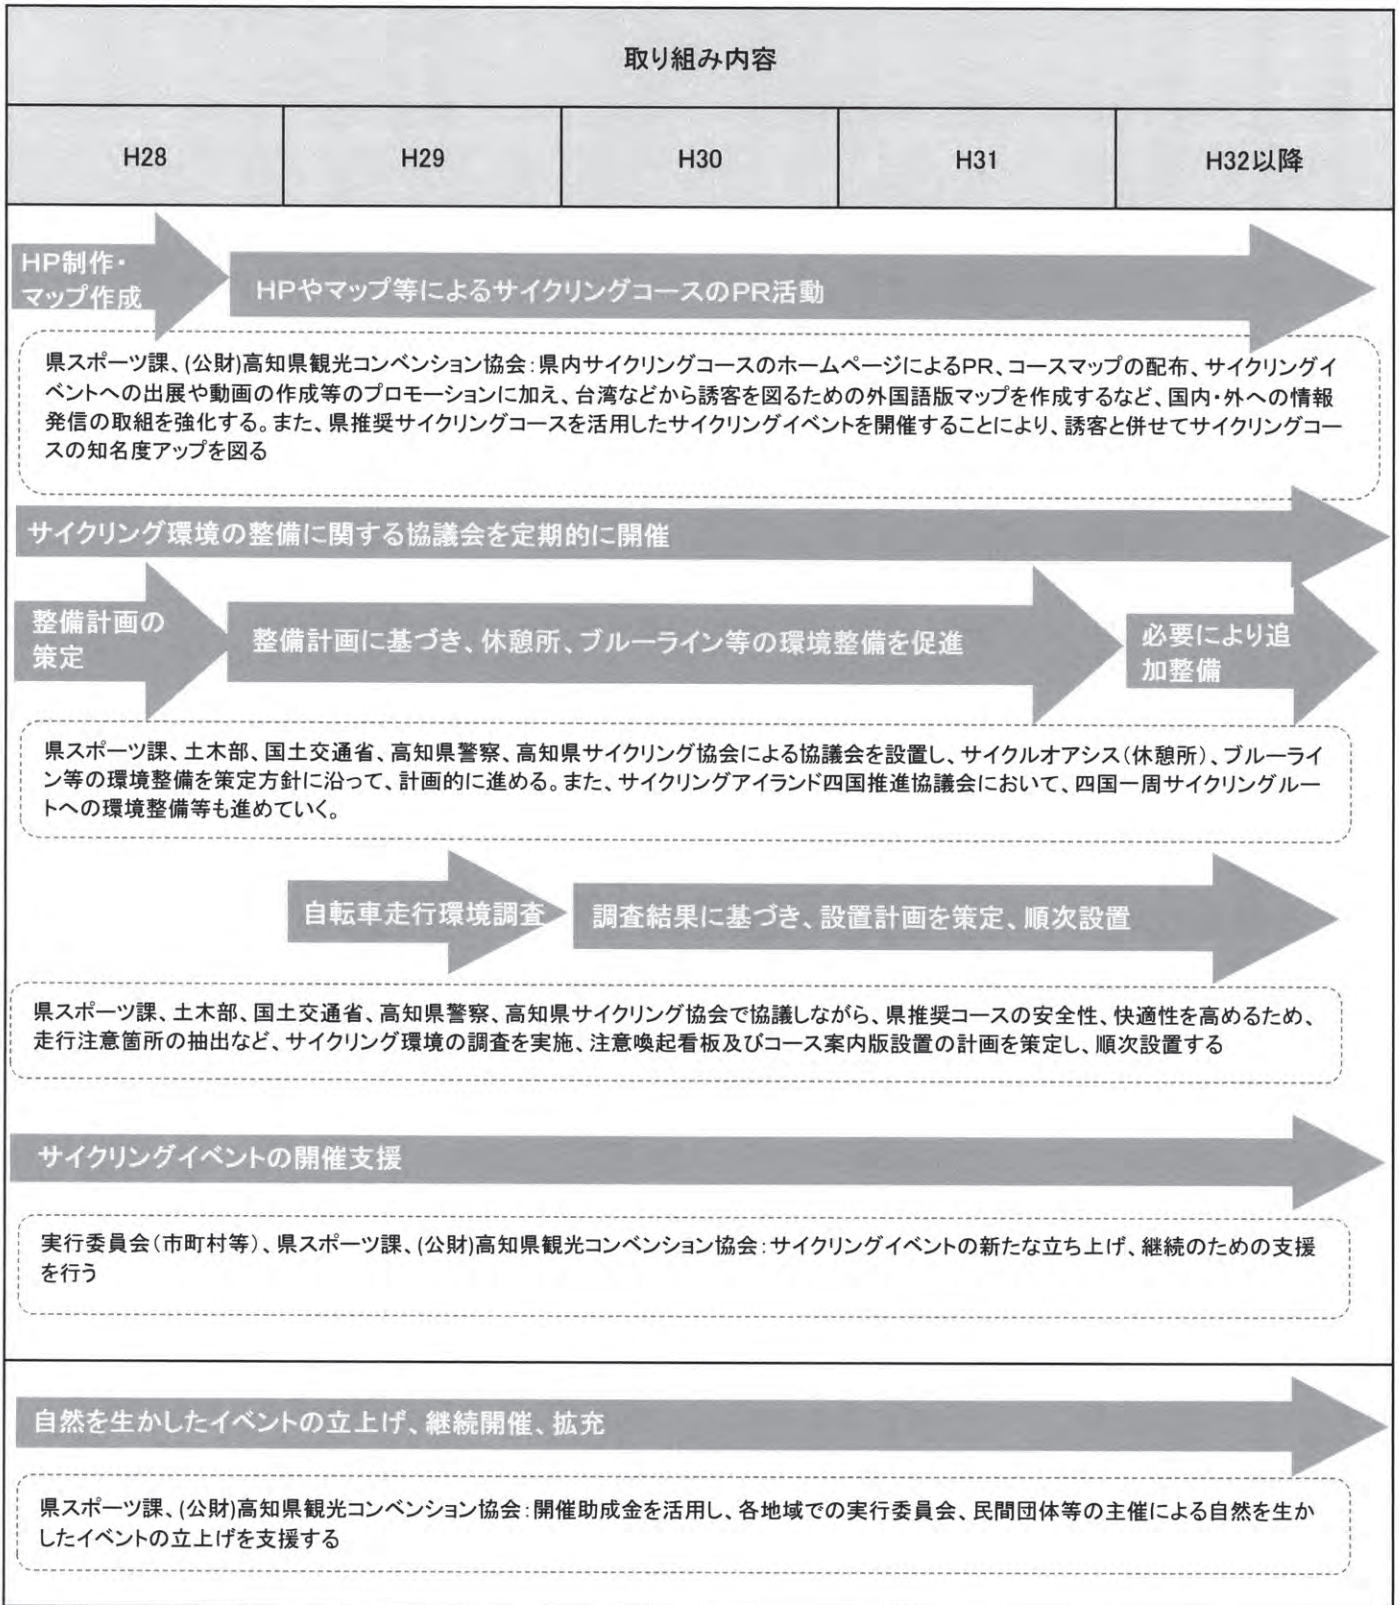 取り組み内容
H28
H29
H30
H31
H32以降
HP制作・
マップ作成
HPやマップ等によるサイクリングコースのPR活動
県スポーツ課、(公財)高知県観光コンベンション協会：県内サイクリングコースのホームページによるPR、コースマップの配布、サイクリングイ
ベントへの出展や動画の作成等のプロモーションに加え、台湾などから誘客を図るための外国語版マップを作成するなど、国内・外への情報
発信の取組を強化する。また、県推奨サイクリングコースを活用したサイクリングイベントを開催することにより、誘客と併せてサイクリングコー
スの知名度アップを図る
サイクリング環境の整備に関する協議会を定期的に開催
整備計画の
策定
整備計画に基づき、休憩所、ブルーライン等の環境整備を促進
必要により追
加整備
県スポーツ課、土木部、国土交通省、高知県警察、高知県サイクリング協会による協議会を設置し、サイクルオアシス（休憩所）、ブルーライ
ン等の環境整備を策定方針に沿って、計画的に進める。また、サイクリングアイランド四国推進協議会において、四国一周サイクリングルー
トへの環境整備等も進めていく。
自転車走行環境調査
調査結果に基づき、設置計画を策定、順次設置
県スポーツ課、土木部、国土交通省、高知県警察、高知県サイクリング協会で協議しながら、県推奨コースの安全性、快適性を高めるため、
走行注意箇所の抽出など、サイクリング環境の調査を実施、注意喚起看板及びコース案内版設置の計画を策定し、順次設置する
サイクリングイベントの開催支援
実行委員会（市町村等）、県スポーツ課、(公財)高知県観光コンベンション協会：サイクリングイベントの新たな立ち上げ、継続のための支援
を行う
自然を生かしたイベントの立上げ、継続開催、拡充
県スポーツ課、(公財)高知県観光コンベンション協会：開催助成金を活用し、各地域での実行委員会、民間団体等の主催による自然を生か
したイベントの立上げを支援する